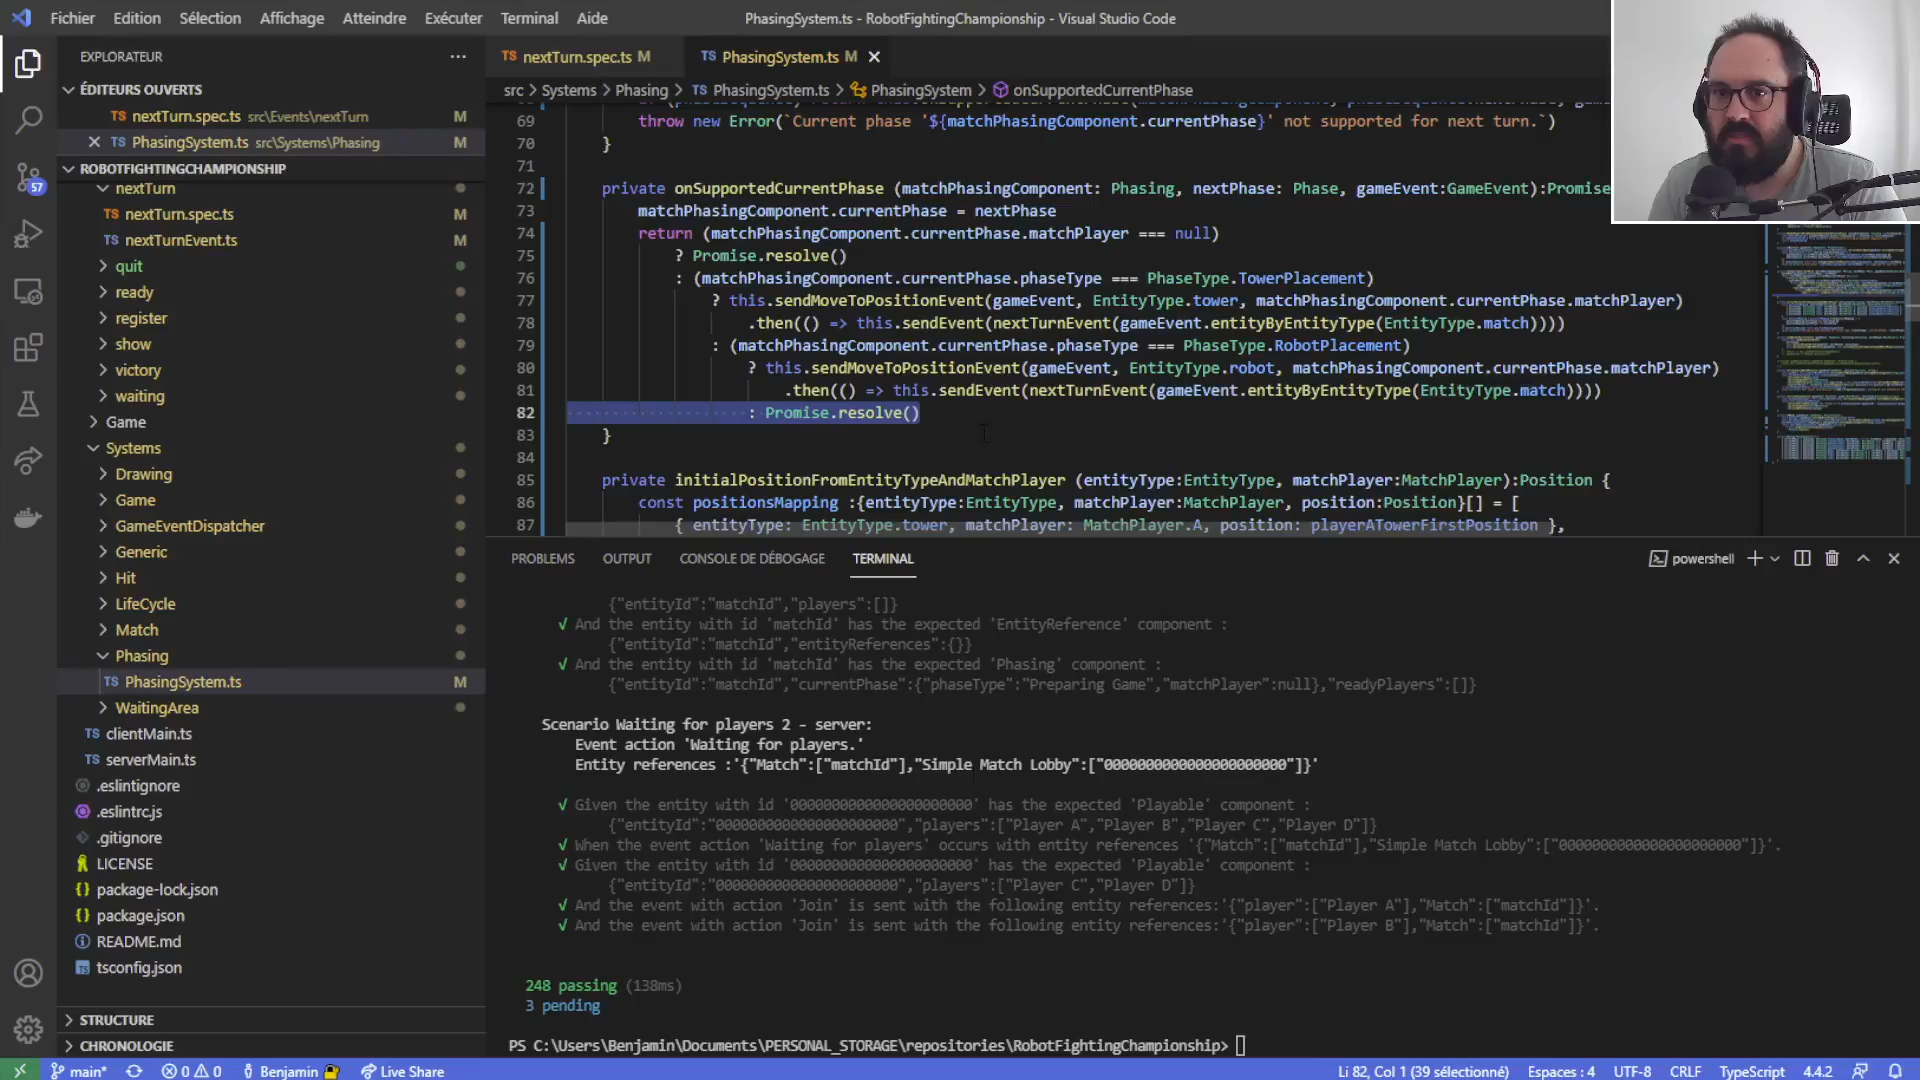 Fichier Edition Sélection Affichage Atteindre Exécuter Terminal Aide
PhasingSystem.ts - RobotFightingChampionship - Visual Studio Code
EXPLORATEUR
ÉDITEURS OUVERTS
nextTurn.spec.ts src\Events\nextTurn M
PhasingSystem.ts src\Systems\Phasing M
ROBOTFIGHTINGCHAMPIONSHIP
nextTurn
nextTurn.spec.ts M
nextTurnEvent.ts M
quit
ready
register
show
victory
waiting
Game
Systems
Drawing
Game
GameEventDispatcher
Generic
Hit
LifeCycle
Match
Phasing
PhasingSystem.ts M
WaitingArea
clientMain.ts
serverMain.ts
.eslintignore
.eslintrc.js
.gitignore
LICENSE
package-lock.json
package.json
README.md
tsconfig.json
STRUCTURE
CHRONOLOGIE
57
nextTurn.spec.ts M
PhasingSystem.ts M
src > Systems > Phasing > PhasingSystem.ts > PhasingSystem > onSupportedCurrentPhase
69 throw new Error(`Current phase '${matchPhasingComponent.currentPhase}' not supported for next turn.`)
70 }
71
72 private onSupportedCurrentPhase (matchPhasingComponent: Phasing, nextPhase: Phase, gameEvent:GameEvent):Promise
73 matchPhasingComponent.currentPhase = nextPhase
74 return (matchPhasingComponent.currentPhase.matchPlayer === null)
75 ? Promise.resolve()
76 : (matchPhasingComponent.currentPhase.phaseType === PhaseType.TowerPlacement)
77 ? this.sendMoveToPositionEvent(gameEvent, EntityType.tower, matchPhasingComponent.currentPhase.matchPlayer)
78 .then(() => this.sendEvent(nextTurnEvent(gameEvent.entityByEntityType(EntityType.match))))
79 : (matchPhasingComponent.currentPhase.phaseType === PhaseType.RobotPlacement)
80 ? this.sendMoveToPositionEvent(gameEvent, EntityType.robot, matchPhasingComponent.currentPhase.matchPlayer)
81 .then(() => this.sendEvent(nextTurnEvent(gameEvent.entityByEntityType(EntityType.match))))
82 : Promise.resolve()
83 }
84
85 private initialPositionFromEntityTypeAndMatchPlayer (entityType:EntityType, matchPlayer:MatchPlayer):Position {
86 const positionsMapping :{entityType:EntityType, matchPlayer:MatchPlayer, position:Position}[] = [
87 { entityType: EntityType.tower, matchPlayer: MatchPlayer.A, position: playerATowerFirstPosition },
PROBLEMS OUTPUT CONSOLE DE DÉBOGAGE TERMINAL
powershell
{"entityId":"matchId","players":[]}
√ And the entity with id 'matchId' has the expected 'EntityReference' component :
{"entityId":"matchId","entityReferences":{}}
√ And the entity with id 'matchId' has the expected 'Phasing' component :
{"entityId":"matchId","currentPhase":{"phaseType":"Preparing Game","matchPlayer":null},"readyPlayers":[]}
Scenario Waiting for players 2 - server:
Event action 'Waiting for players.'
Entity references :'{"Match":["matchId"],"Simple Match Lobby":["0000000000000000000000"]}'
√ Given the entity with id '0000000000000000000000' has the expected 'Playable' component :
{"entityId":"0000000000000000000000","players":["Player A","Player B","Player C","Player D"]}
√ When the event action 'Waiting for players' occurs with entity references '{"Match":["matchId"],"Simple Match Lobby":["0000000000000000000000"]}'.
√ Given the entity with id '0000000000000000000000' has the expected 'Playable' component :
{"entityId":"0000000000000000000000","players":["Player C","Player D"]}
√ And the event with action 'Join' is sent with the following entity references:'{"player":["Player A"],"Match":["matchId"]}'.
√ And the event with action 'Join' is sent with the following entity references:'{"player":["Player B"],"Match":["matchId"]}'.
248 passing (138ms)
3 pending
PS C:\Users\Benjamin\Documents\PERSONAL_STORAGE\repositories\RobotFightingChampionship>
main* 0 0 Benjamin Live Share
Li 82, Col 1 (39 sélectionné) Espaces : 4 UTF-8 CRLF TypeScript 4.4.2